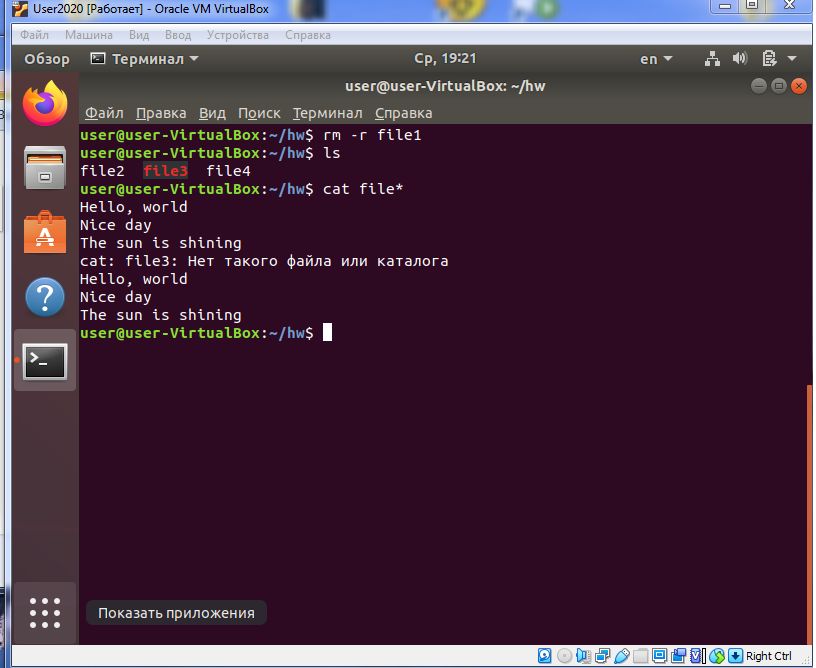 User2020 [Работает] - Oracle VM VirtualBox
Файл Машина Вид Ввод Устройства Справка
Обзор Терминал Ср, 19:21 en
user@user-VirtualBox: ~/hw
Файл Правка Вид Поиск Терминал Справка
user@user-VirtualBox:~/hw$ rm -r file1
user@user-VirtualBox:~/hw$ ls
file2 file3 file4
user@user-VirtualBox:~/hw$ cat file*
Hello, world
Nice day
The sun is shining
cat: file3: Нет такого файла или каталога
Hello, world
Nice day
The sun is shining
user@user-VirtualBox:~/hw$
Показать приложения
Right Ctrl